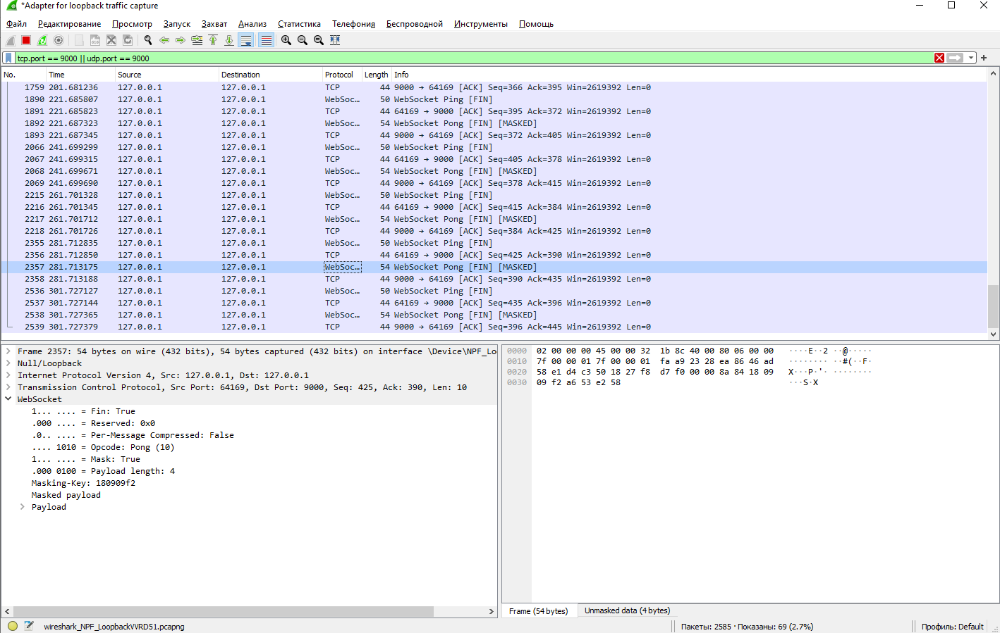 *Adapter for loopback traffic capture
Файл Редактирование Просмотр Запуск Захват Анализ Статистика Телефония Беспроводной Инструменты Помощь
tcp.port == 9000 || udp.port == 9000
No. Time Source Destination Protocol Length Info
1759 201.681236 127.0.0.1 127.0.0.1 TCP 44 9000 → 64169 [ACK] Seq=366 Ack=395 Win=2619392 Len=0
1890 221.685807 127.0.0.1 127.0.0.1 WebSoc… 50 WebSocket Ping [FIN]
1891 221.685823 127.0.0.1 127.0.0.1 TCP 44 64169 → 9000 [ACK] Seq=395 Ack=372 Win=2619392 Len=0
1892 221.687323 127.0.0.1 127.0.0.1 WebSoc… 54 WebSocket Pong [FIN] [MASKED]
1893 221.687345 127.0.0.1 127.0.0.1 TCP 44 9000 → 64169 [ACK] Seq=372 Ack=405 Win=2619392 Len=0
2066 241.699299 127.0.0.1 127.0.0.1 WebSoc… 50 WebSocket Ping [FIN]
2067 241.699315 127.0.0.1 127.0.0.1 TCP 44 64169 → 9000 [ACK] Seq=405 Ack=378 Win=2619392 Len=0
2068 241.699671 127.0.0.1 127.0.0.1 WebSoc… 54 WebSocket Pong [FIN] [MASKED]
2069 241.699690 127.0.0.1 127.0.0.1 TCP 44 9000 → 64169 [ACK] Seq=378 Ack=415 Win=2619392 Len=0
2215 261.701328 127.0.0.1 127.0.0.1 WebSoc… 50 WebSocket Ping [FIN]
2216 261.701345 127.0.0.1 127.0.0.1 TCP 44 64169 → 9000 [ACK] Seq=415 Ack=384 Win=2619392 Len=0
2217 261.701712 127.0.0.1 127.0.0.1 WebSoc… 54 WebSocket Pong [FIN] [MASKED]
2218 261.701726 127.0.0.1 127.0.0.1 TCP 44 9000 → 64169 [ACK] Seq=384 Ack=425 Win=2619392 Len=0
2355 281.712835 127.0.0.1 127.0.0.1 WebSoc… 50 WebSocket Ping [FIN]
2356 281.712850 127.0.0.1 127.0.0.1 TCP 44 64169 → 9000 [ACK] Seq=425 Ack=390 Win=2619392 Len=0
2357 281.713175 127.0.0.1 127.0.0.1 WebSoc… 54 WebSocket Pong [FIN] [MASKED]
2358 281.713188 127.0.0.1 127.0.0.1 TCP 44 9000 → 64169 [ACK] Seq=390 Ack=435 Win=2619392 Len=0
2536 301.727127 127.0.0.1 127.0.0.1 WebSoc… 50 WebSocket Ping [FIN]
2537 301.727144 127.0.0.1 127.0.0.1 TCP 44 64169 → 9000 [ACK] Seq=435 Ack=396 Win=2619392 Len=0
2538 301.727365 127.0.0.1 127.0.0.1 WebSoc… 54 WebSocket Pong [FIN] [MASKED]
2539 301.727379 127.0.0.1 127.0.0.1 TCP 44 9000 → 64169 [ACK] Seq=396 Ack=445 Win=2619392 Len=0
Frame 2357: 54 bytes on wire (432 bits), 54 bytes captured (432 bits) on interface \Device\NPF_Lo
Null/Loopback
Internet Protocol Version 4, Src: 127.0.0.1, Dst: 127.0.0.1
Transmission Control Protocol, Src Port: 64169, Dst Port: 9000, Seq: 425, Ack: 390, Len: 10
WebSocket
1... .... = Fin: True
.000 .... = Reserved: 0x0
.0.. .... = Per-Message Compressed: False
.... 1010 = Opcode: Pong (10)
1... .... = Mask: True
.000 0100 = Payload length: 4
Masking-Key: 180909f2
Masked payload
Payload
0000 02 00 00 00 45 00 00 32 1b 8c 40 00 80 06 00 00 ····E··2 ··@·····
0010 7f 00 00 01 7f 00 00 01 fa a9 23 28 ea 86 46 ad ········ ··#(··F·
0020 58 e1 d4 c3 50 18 27 f8 d7 f0 00 00 8a 84 18 09 X···P·'· ········
0030 09 f2 a6 53 e2 58 ···S·X
Frame (54 bytes) Unmasked data (4 bytes)
wireshark_NPF_LoopbackVVRD51.pcapng Пакеты: 2585 · Показаны: 69 (2.7%) Профиль: Default